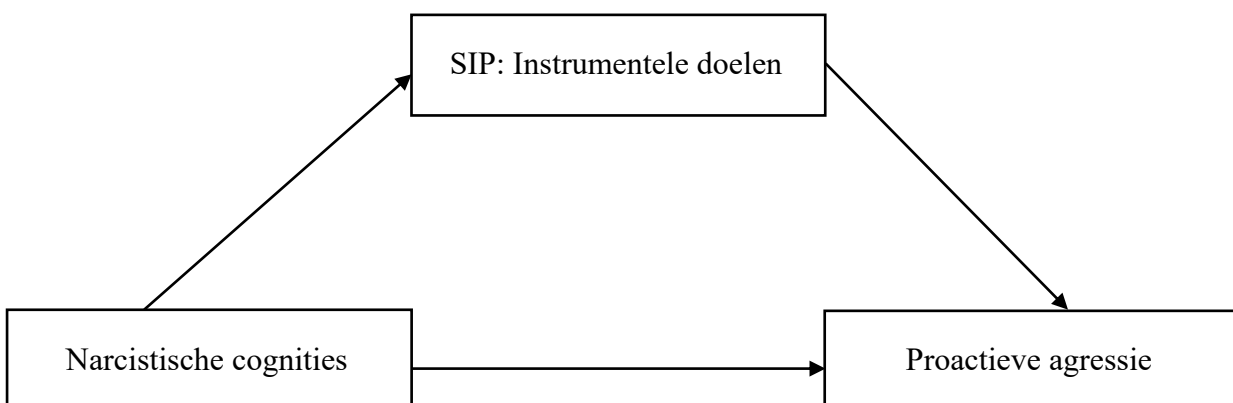 SIP: Instrumentele doelen
Narcistische cognities
Proactieve agressie